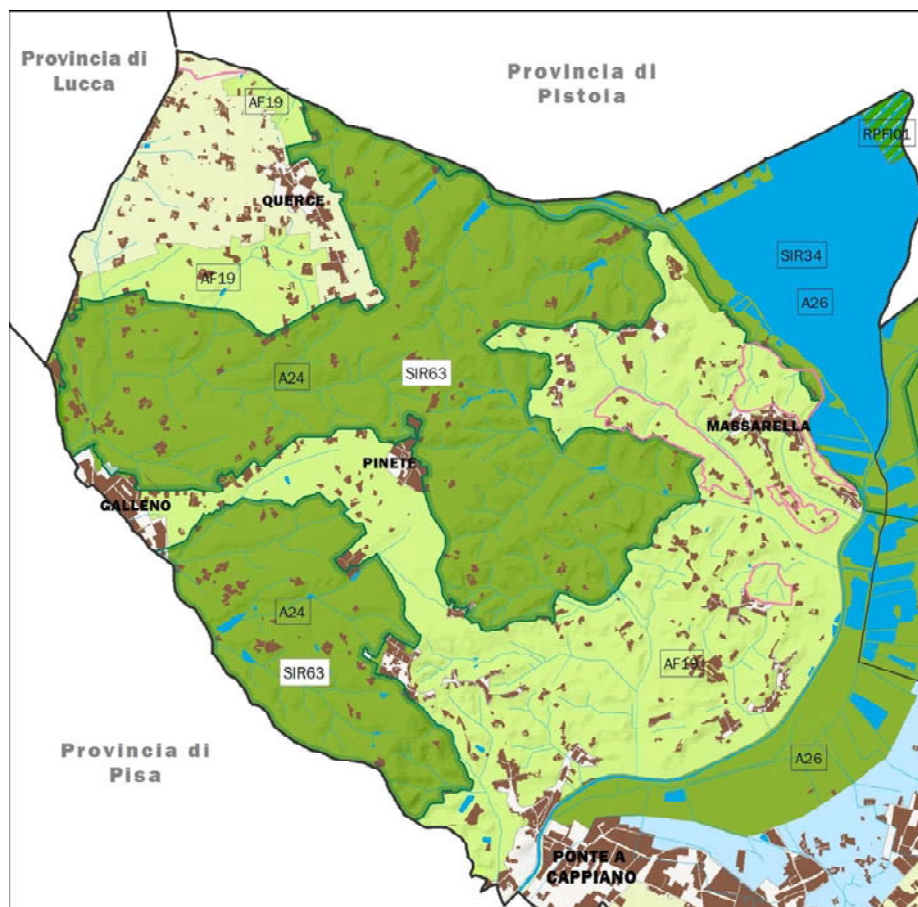 Provincia di
Lucca
Provincia di
Pistoia
AF19
RPFI01
QUERCE
SIR34
AF19
A26
A24
SIR63
MASSARELLA
PINETE
GALLENO
A24
SIR63
AF19
Provincia di
Pisa
A26
PONTE A
CAPPIANO